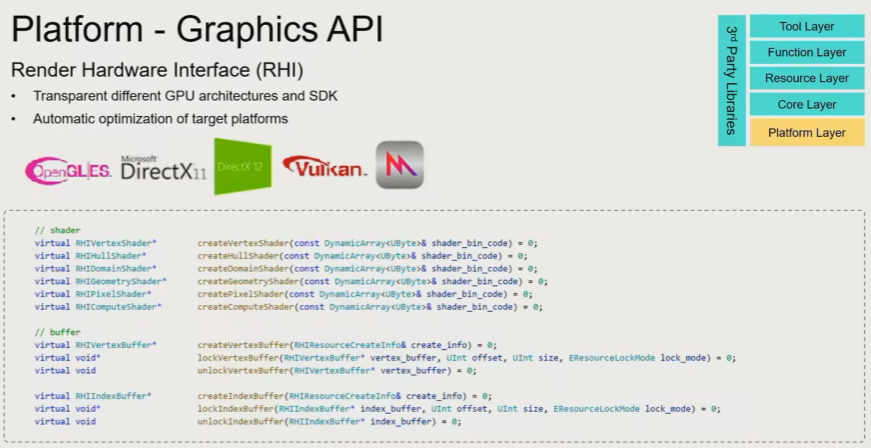 Platform - Graphics API
Render Hardware Interface (RHI)
• Transparent different GPU architectures and SDK
• Automatic optimization of target platforms
OpenGL|ES.
Microsoft
DirectX11
DirectX 12
Vulkan.
3rd Party Libraries
Tool Layer
Function Layer
Resource Layer
Core Layer
Platform Layer
// shader
virtual RHIVertexShader* createVertexShader(const DynamicArray<UByte>& shader_bin_code) = 0;
virtual RHIHullShader* createHullShader(const DynamicArray<UByte>& shader_bin_code) = 0;
virtual RHIDomainShader* createDomainShader(const DynamicArray<UByte>& shader_bin_code) = 0;
virtual RHIGeometryShader* createGeometryShader(const DynamicArray<UByte>& shader_bin_code) = 0;
virtual RHIPixelShader* createPixelShader(const DynamicArray<UByte>& shader_bin_code) = 0;
virtual RHIComputeShader* createComputeShader(const DynamicArray<UByte>& shader_bin_code) = 0;
// buffer
virtual RHIVertexBuffer* createVertexBuffer(RHIResourceCreateInfo& create_info) = 0;
virtual void* lockVertexBuffer(RHIVertexBuffer* vertex_buffer, UInt offset, UInt size, EResourceLockMode lock_mode) = 0;
virtual void unlockVertexBuffer(RHIVertexBuffer* vertex_buffer) = 0;
virtual RHIIndexBuffer* createIndexBuffer(RHIResourceCreateInfo& create_info) = 0;
virtual void* lockIndexBuffer(RHIIndexBuffer* index_buffer, UInt offset, UInt size, EResourceLockMode lock_mode) = 0;
virtual void unlockIndexBuffer(RHIIndexBuffer* index_buffer) = 0;